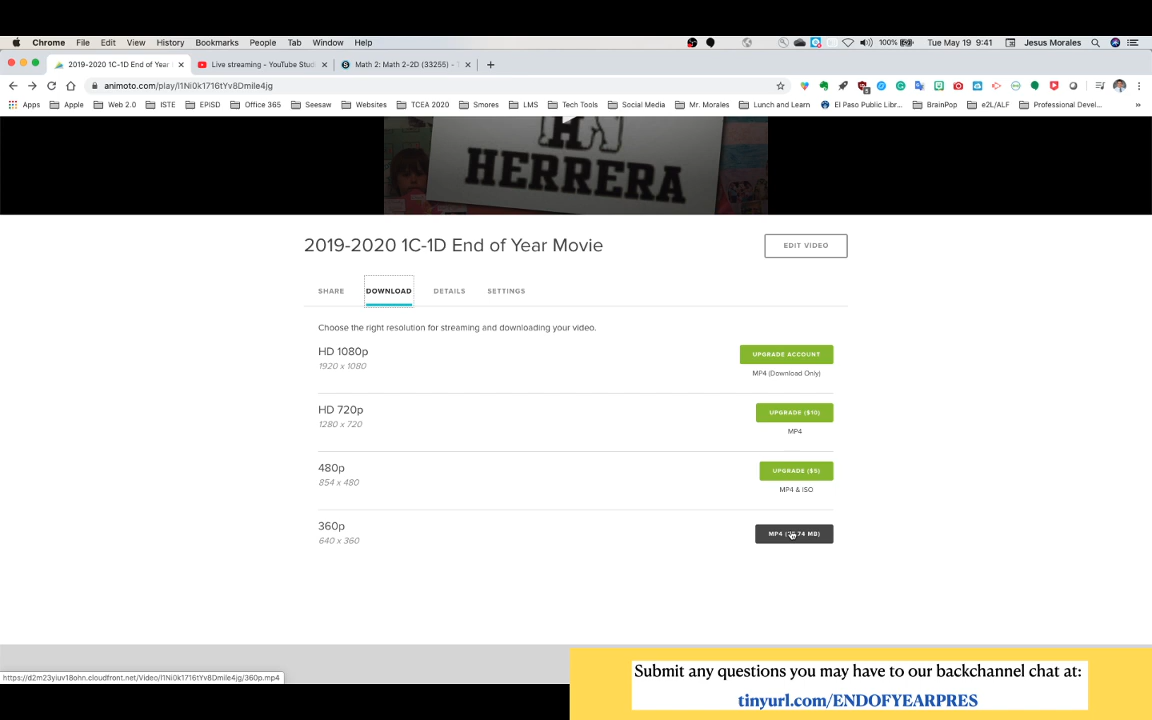 Chrome File Edit View History Bookmarks People Tab Window Help 100% Tue May 19 9:41 Jesus Morales
2019-2020 1C-1D End of Year Live streaming - YouTube Stu Math 2: Math 2-2D (33255) -
animoto.com/play/l1Ni0k1716tYv8Dmile4jg
Apps Apple Web 2.0 ISTE EPISD Office 365 Seesaw Websites TCEA 2020 Smores LMS Tech Tools Social Media Mr. Morales Lunch and Learn El Paso Public Libr... BrainPop e2L/ALF Professional Devel... »
HERRERA
2019-2020 1C-1D End of Year Movie
EDIT VIDEO
SHARE DOWNLOAD DETAILS SETTINGS
Choose the right resolution for streaming and downloading your video.
HD 1080p
UPGRADE ACCOUNT
1920 x 1080
MP4 (Download Only)
HD 720p
UPGRADE ($10)
1280 x 720
MP4
480p
UPGRADE ($5)
854 x 480
MP4 & ISO
360p
MP4 74 MB)
640 x 360
https://d2m23yiuv18ohn.cloudfront.net/Video/l1Ni0k1716tYv8Dmile4jg/360p.mp4
Submit any questions you may have to our backchannel chat at:
tinyurl.com/ENDOFYEARPRES